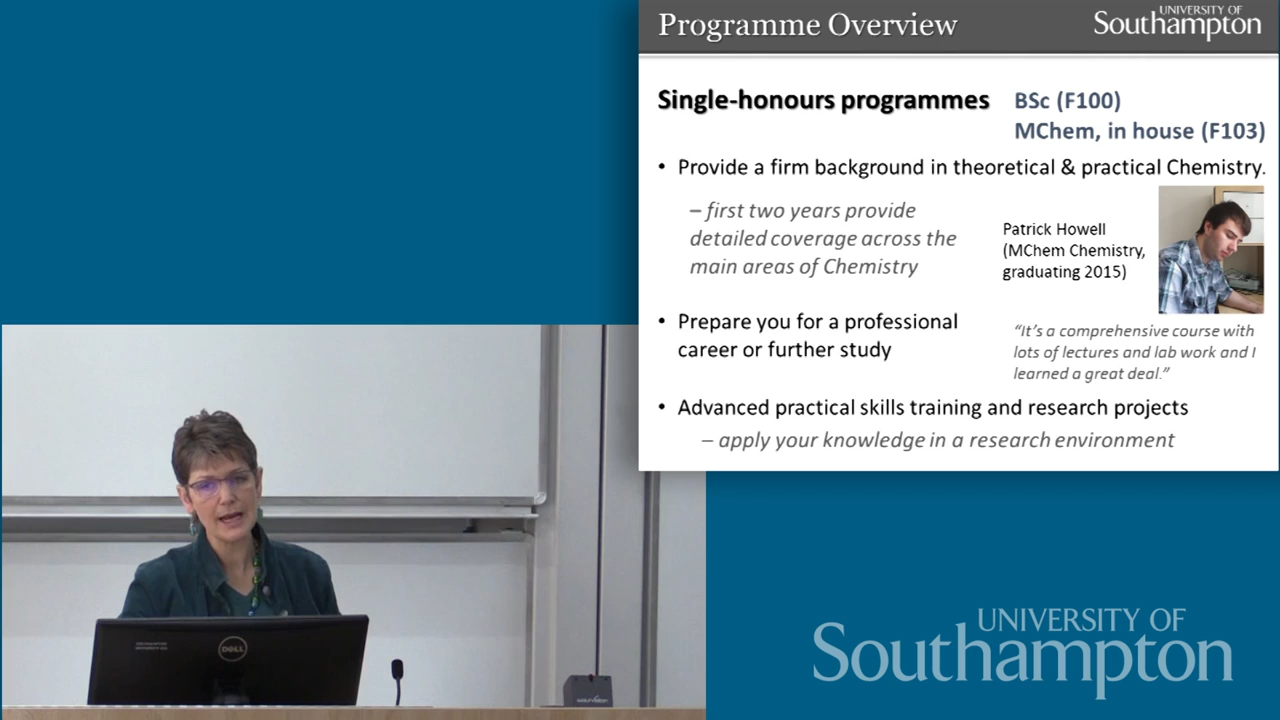 Programme Overview
UNIVERSITY OF
Southampton
Single-honours programmes
BSc (F100)
MChem, in house (F103)
• Provide a firm background in theoretical & practical Chemistry.
– first two years provide
detailed coverage across the
main areas of Chemistry
Patrick Howell
(MChem Chemistry,
graduating 2015)
• Prepare you for a professional
career or further study
"It's a comprehensive course with
lots of lectures and lab work and I
learned a great deal."
• Advanced practical skills training and research projects
– apply your knowledge in a research environment
DELL
UNIVERSITY OF
Southampton